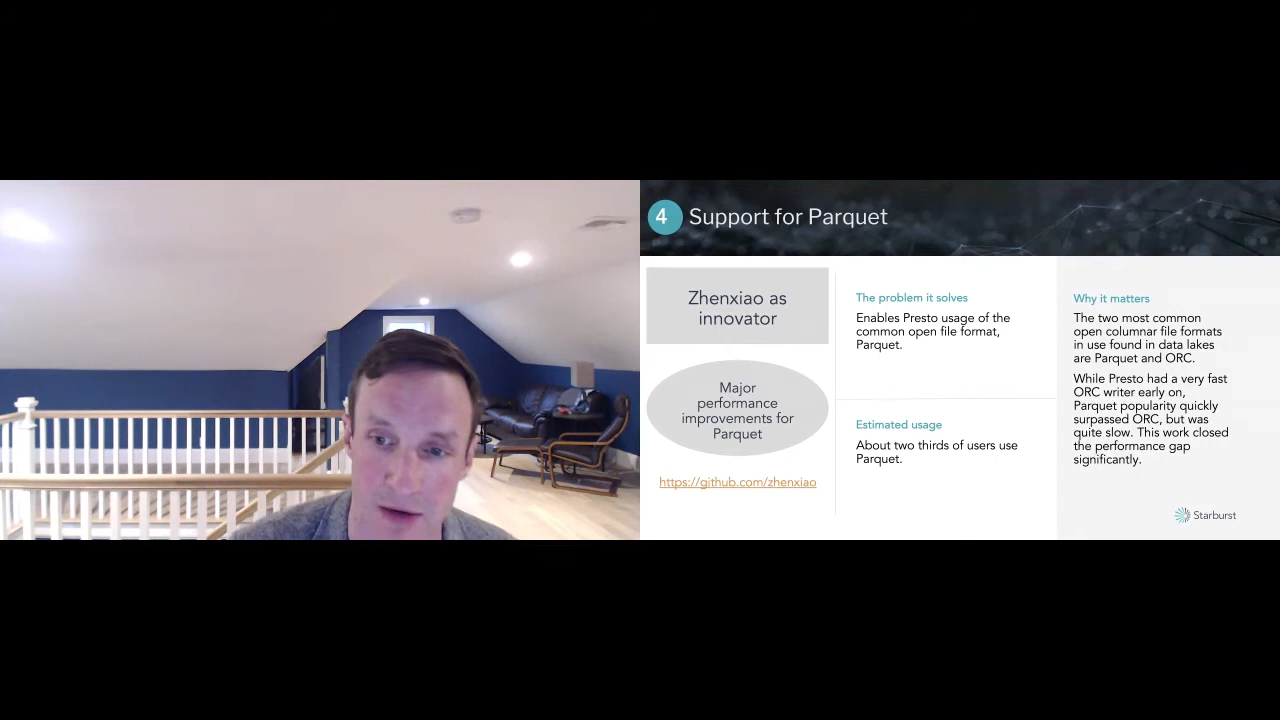 4 Support for Parquet
Zhenxiao as
innovator
Major
performance
improvements for
Parquet
https://github.com/zhenxiao
The problem it solves
Enables Presto usage of the
common open file format,
Parquet.
Estimated usage
About two thirds of users use
Parquet.
Why it matters
The two most common
open columnar file formats
in use found in data lakes
are Parquet and ORC.
While Presto had a very fast
ORC writer early on,
Parquet popularity quickly
surpassed ORC, but was
quite slow. This work closed
the performance gap
significantly.
Starburst